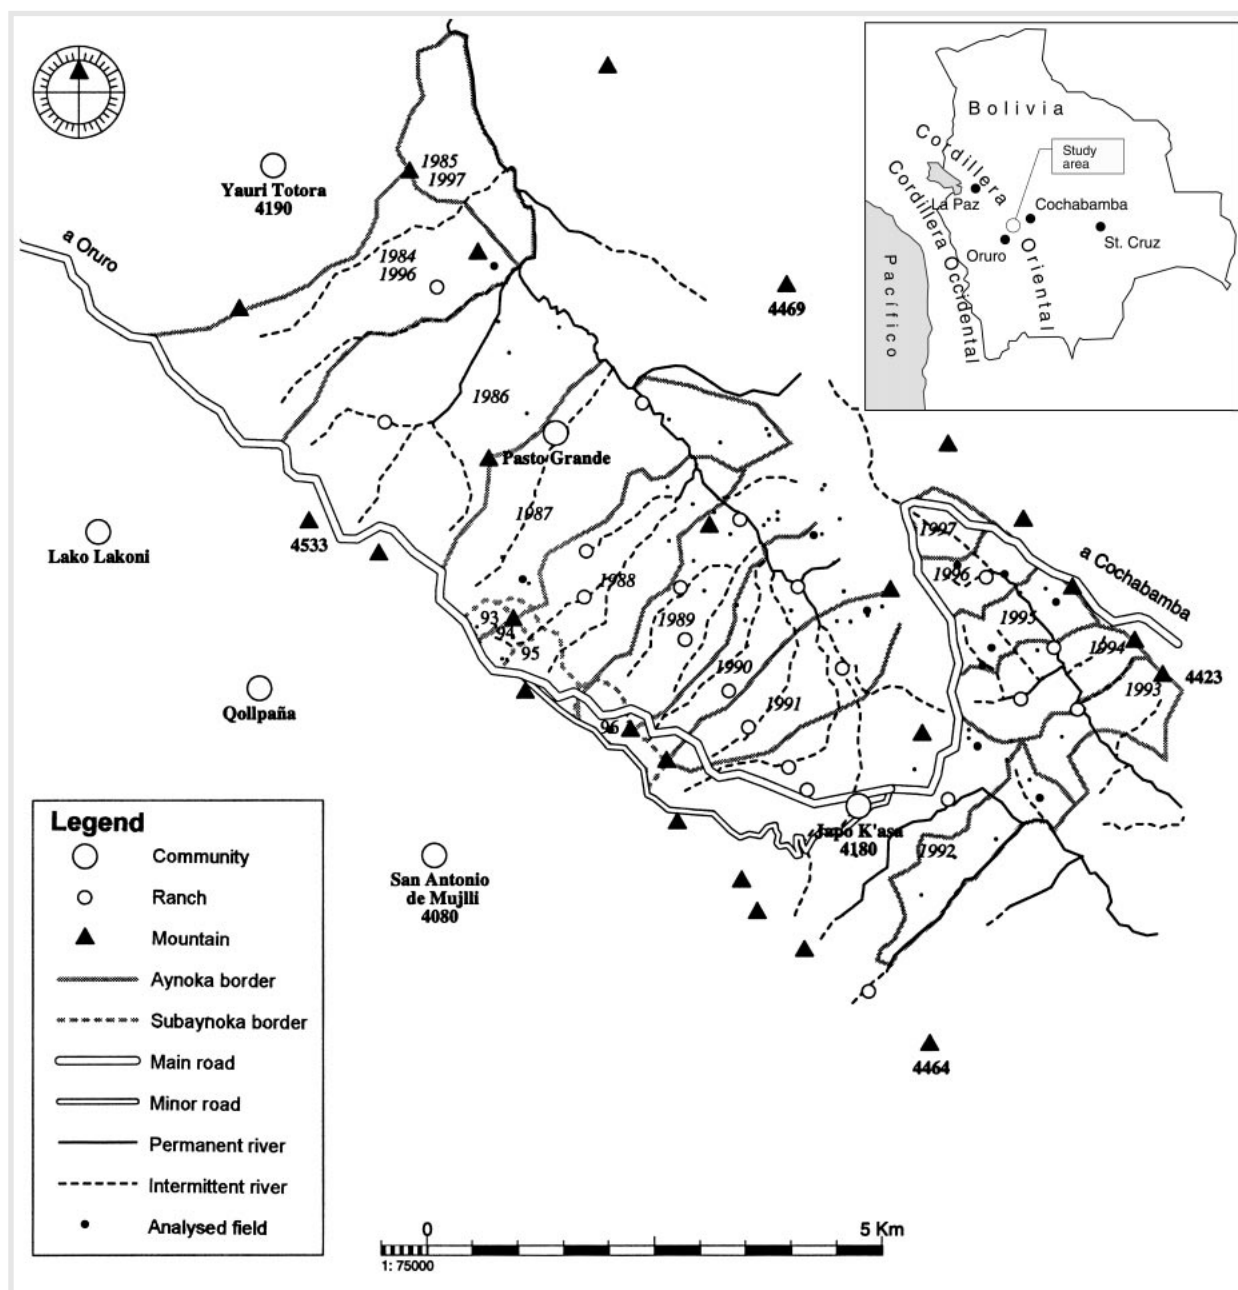 Bolivia
Cordillera
Study
area
La Paz
Cochabamba
St. Cruz
Oruro
Oriental
Cordillera Occidental
Pacífico
1985
1997
Yauri Totora
4190
a Oruro
1984
1996
4469
1986
Pasto Grande
1987
4533
Lako Lakoni
1997
a Cochabamba
1996
1988
93
94
95
1989
1995
1994
4423
1990
1993
Qollpaña
1991
96
Japo K'asa
4180
1992
San Antonio
de Mujlli
4080
4464
Legend
Community
Ranch
Mountain
Aynoka border
Subaynoka border
Main road
Minor road
Permanent river
Intermittent river
Analysed field
0
5 Km
1: 75000